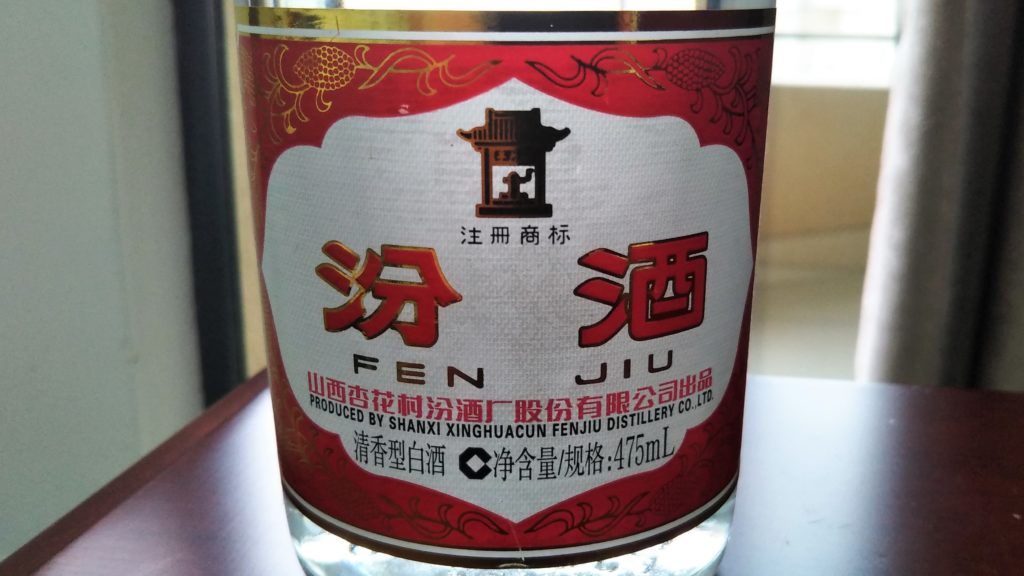 注册商标
汾酒
FEN JIU
山西杏花村汾酒厂股份有限公司出品
PRODUCED BY SHANXI XINGHUACUN FENJIU DISTILLERY CO.,LTD.
清香型白酒 净含量/规格:475mL